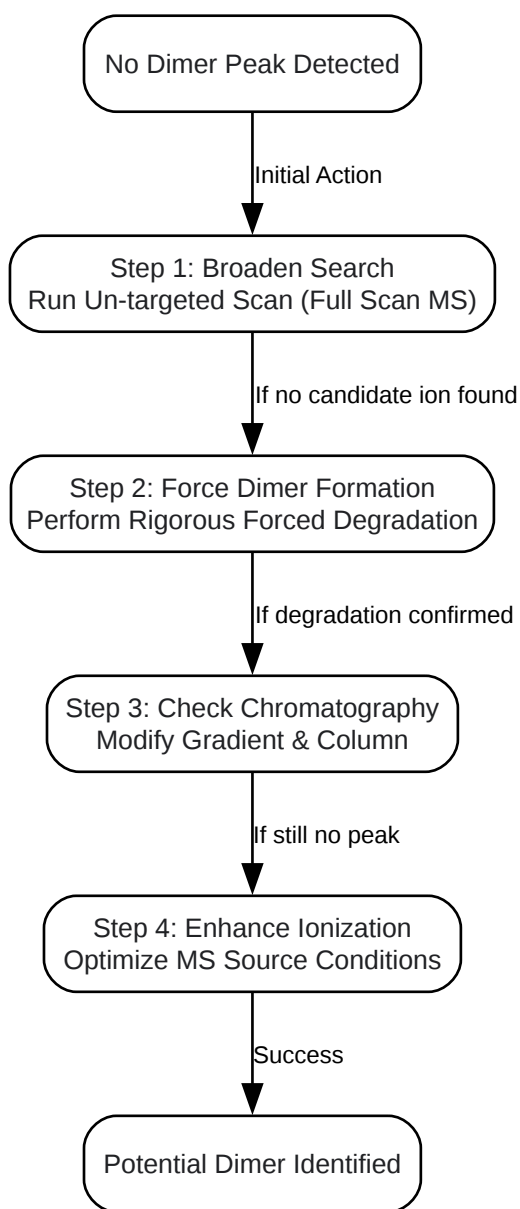 No Dimer Peak Detected
Initial Action
Step 1: Broaden Search
Run Un-targeted Scan (Full Scan MS)
If no candidate ion found
Step 2: Force Dimer Formation
Perform Rigorous Forced Degradation
If degradation confirmed
Step 3: Check Chromatography
Modify Gradient & Column
If still no peak
Step 4: Enhance Ionization
Optimize MS Source Conditions
Success
Potential Dimer Identified